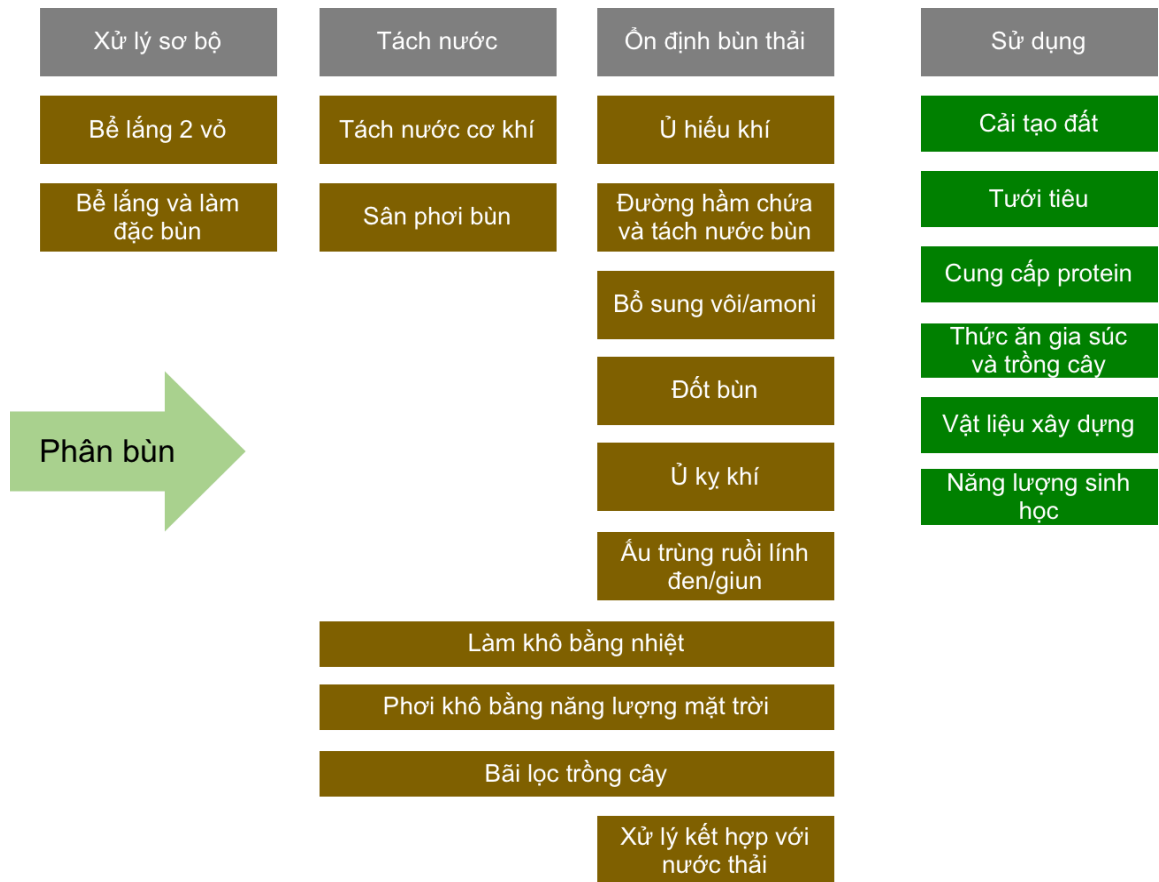 Xử lý sơ bộ
Tách nước
Ổn định bùn thải
Sử dụng
Bể lắng 2 vỏ
Tách nước cơ khí
Ủ hiếu khí
Cải tạo đất
Bể lắng và làm
đặc bùn
Sân phơi bùn
Đường hầm chứa
và tách nước bùn
Tưới tiêu
Bổ sung vôi/amoni
Cung cấp protein
Đốt bùn
Thức ăn gia súc
và trồng cây
Phân bùn
Ủ kỵ khí
Vật liệu xây dựng
Năng lượng sinh
học
Ấu trùng ruồi lính
đen/giun
Làm khô bằng nhiệt
Phơi khô bằng năng lượng mặt trời
Bãi lọc trồng cây
Xử lý kết hợp với
nước thải